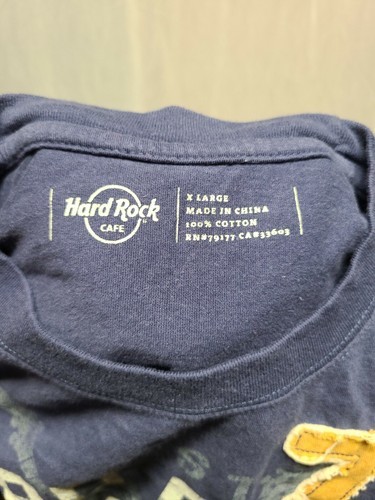 Hard Rock
CAFE
X LARGE
MADE IN CHINA
100% COTTON
RN#79177 CA#33603